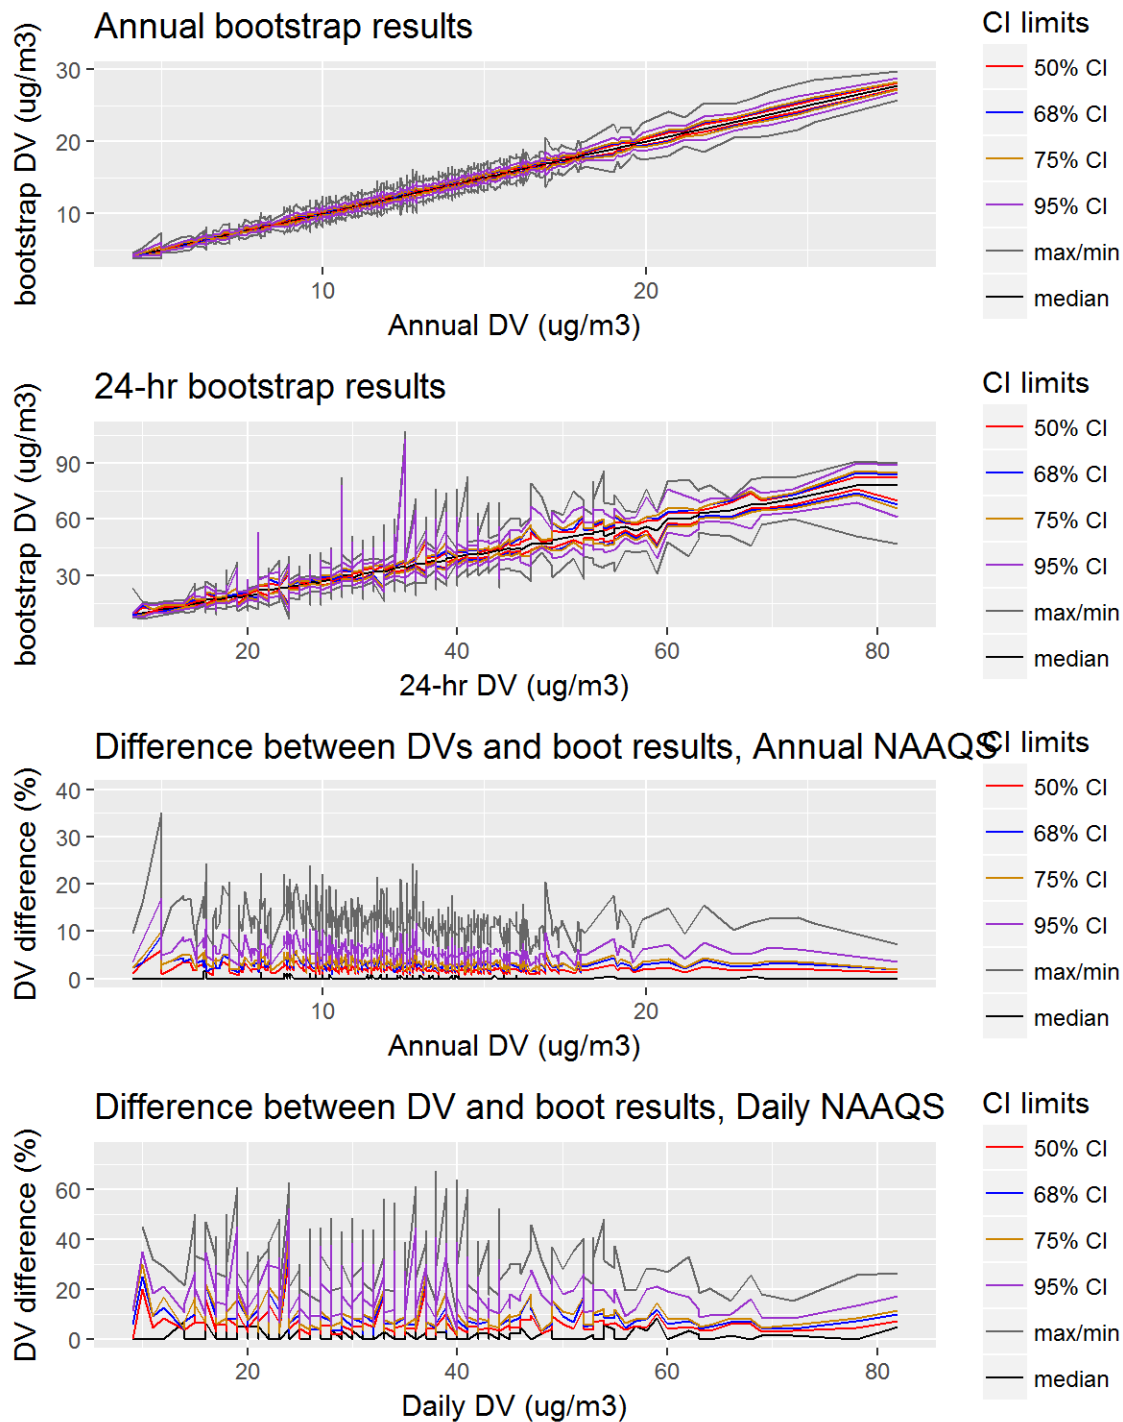 Annual bootstrap results
bootstrap DV (ug/m3)
30
20
10
10
20
Annual DV (ug/m3)
CI limits
50% CI
68% CI
75% CI
95% CI
max/min
median
24-hr bootstrap results
bootstrap DV (ug/m3)
90
60
30
20
40
60
80
24-hr DV (ug/m3)
CI limits
50% CI
68% CI
75% CI
95% CI
max/min
median
Difference between DVs and boot results, Annual NAAQS
DV difference (%)
40
30
20
10
0
10
20
Annual DV (ug/m3)
CI limits
50% CI
68% CI
75% CI
95% CI
max/min
median
Difference between DV and boot results, Daily NAAQS
DV difference (%)
60
40
20
0
20
40
60
80
Daily DV (ug/m3)
CI limits
50% CI
68% CI
75% CI
95% CI
max/min
median